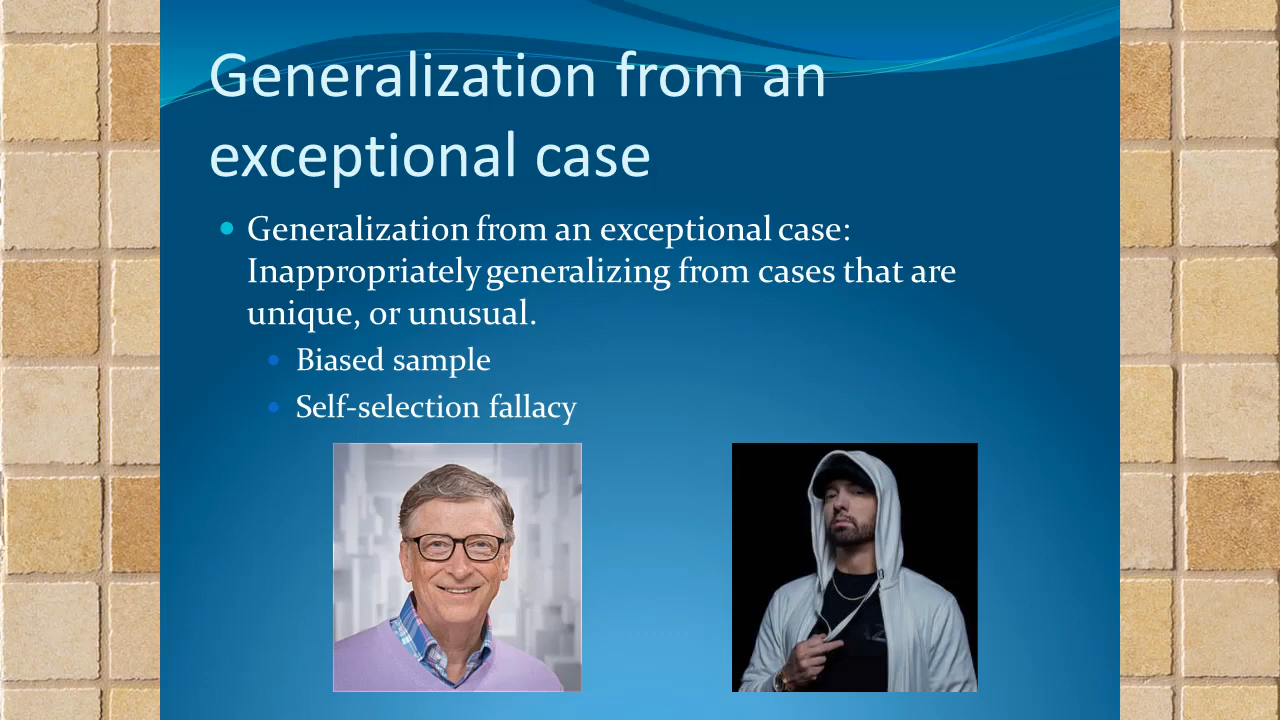 Generalization from an
exceptional case
Generalization from an exceptional case:
Inappropriately generalizing from cases that are
unique, or unusual.
Biased sample
Self-selection fallacy